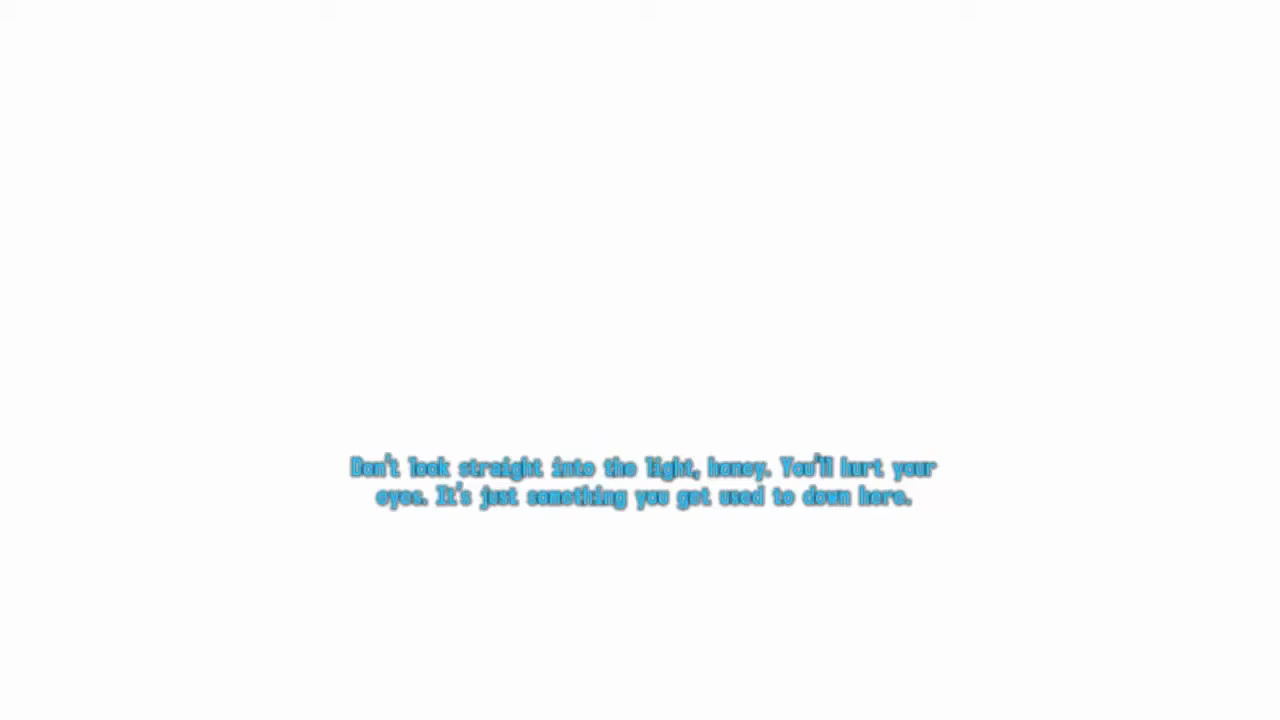 Don't look straight into the light, honey. You'll hurt your
eyes. It's just something you get used to down here.